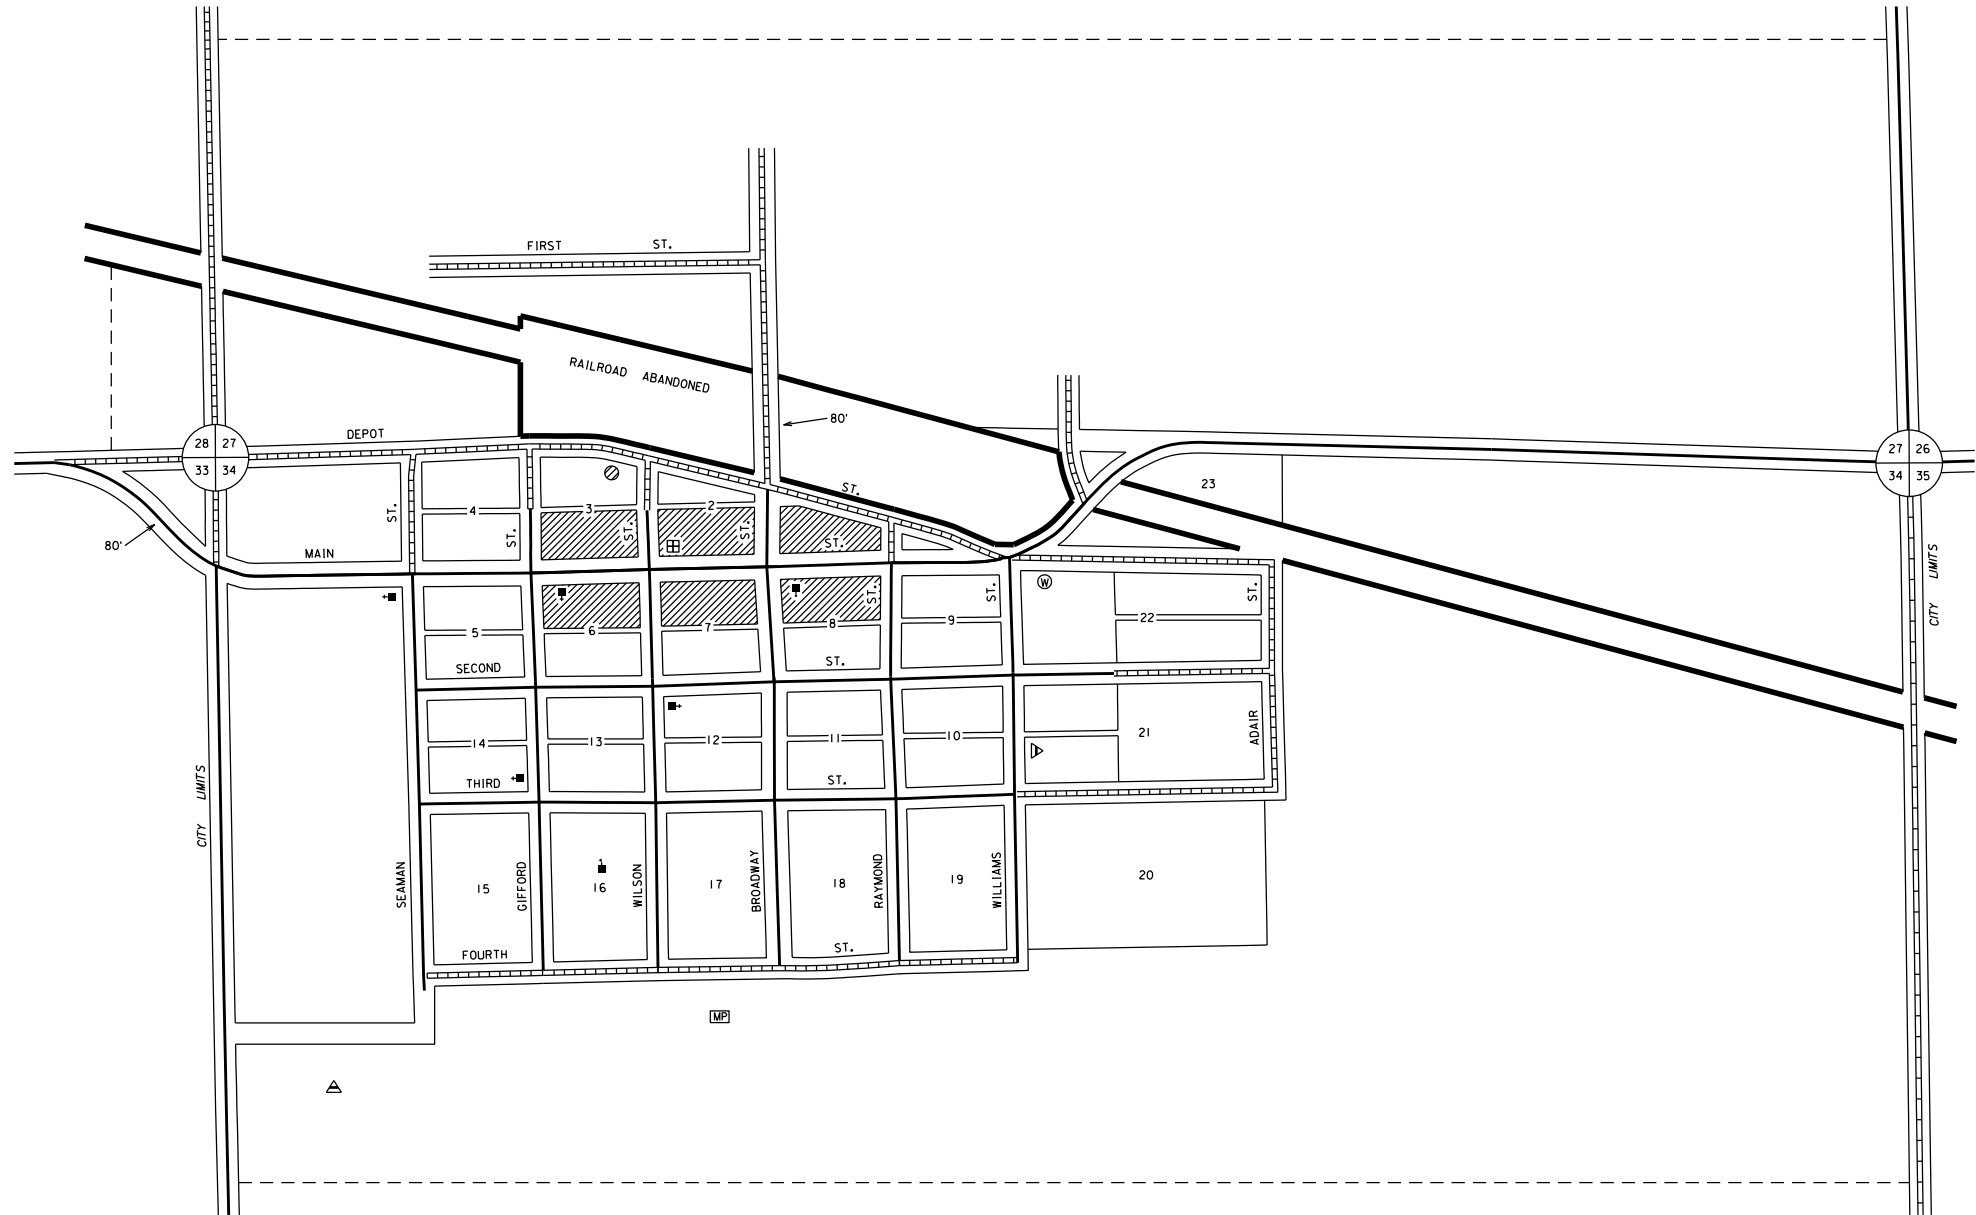 FIRST ST.
RAILROAD ABANDONED
80'
DEPOT ST.
28 27
33 34
27 26
34 35
23
ST.
4
ST.
3
ST.
2
ST.
ST.
80'
MAIN
W
ST.
ST.
ST.
22
5
6
7
8
9
SECOND ST.
CITY LIMITS
14
13
12
11
10
21
ADAIR
THIRD ST.
CITY LIMITS
SEAMAN
15
GIFFORD
16
WILSON
17
BROADWAY
18
RAYMOND
19
WILLIAMS
20
FOURTH ST.
MP